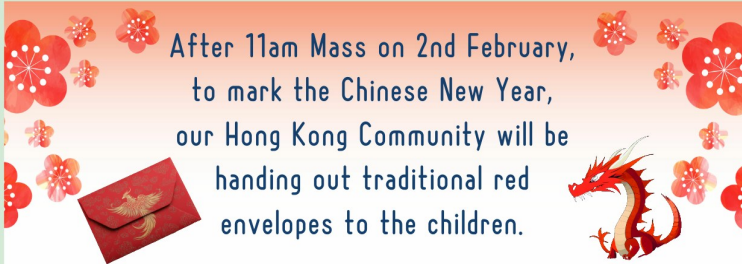 After 11am Mass on 2nd February,
to mark the Chinese New Year,
our Hong Kong Community will be
handing out traditional red
envelopes to the children.